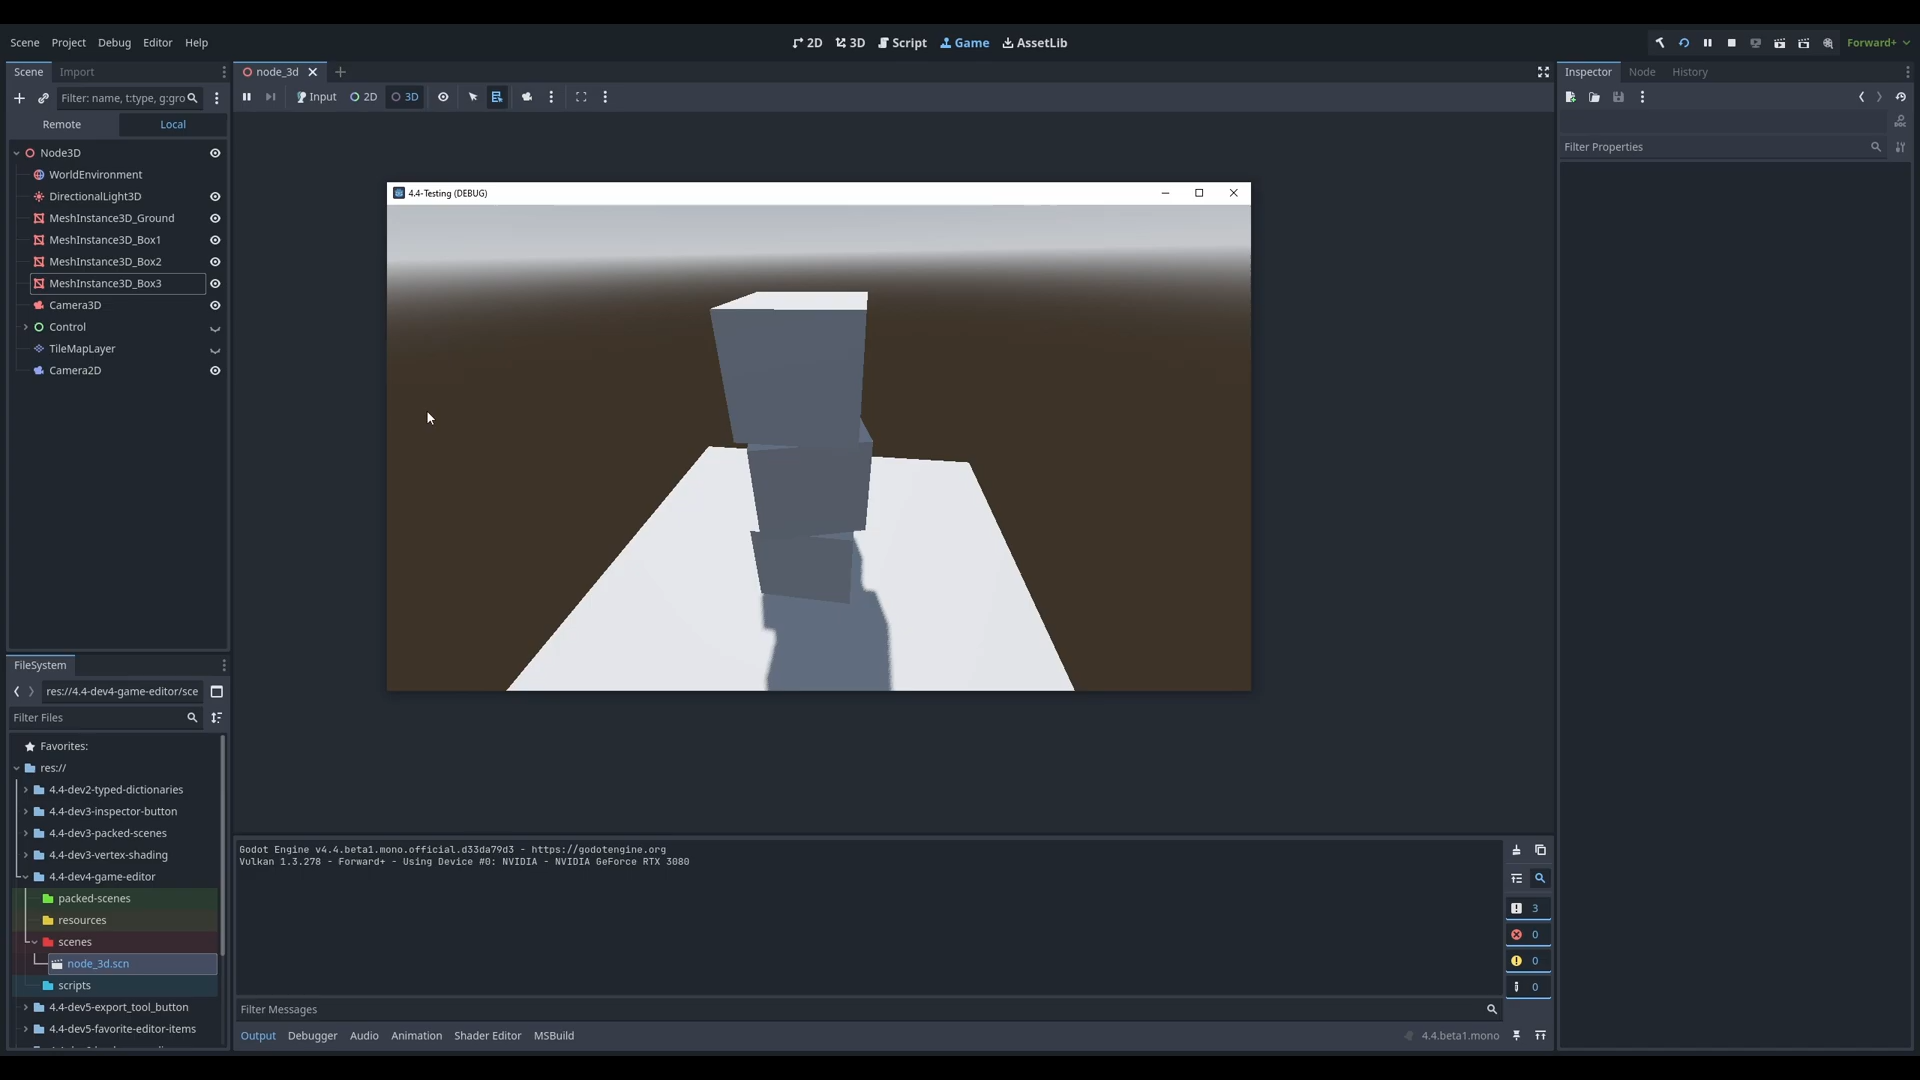 Scene Project Debug Editor Help
2D 3D Script Game AssetLib
Forward+
Scene Import
Filter: name, t:type, g:gro
Remote Local
Node3D
WorldEnvironment
DirectionalLight3D
MeshInstance3D_Ground
MeshInstance3D_Box1
MeshInstance3D_Box2
MeshInstance3D_Box3
Camera3D
Control
TileMapLayer
Camera2D
FileSystem
res://4.4-dev4-game-editor/sce
Filter Files
Favorites:
res://
4.4-dev2-typed-dictionaries
4.4-dev3-inspector-button
4.4-dev3-packed-scenes
4.4-dev3-vertex-shading
4.4-dev4-game-editor
packed-scenes
resources
scenes
node_3d.scn
scripts
4.4-dev5-export_tool_button
4.4-dev5-favorite-editor-items
node_3d
Input 2D 3D
4.4-Testing (DEBUG)
Godot Engine v4.4.beta1.mono.official.d33da79d3 - https://godotengine.org
Vulkan 1.3.278 - Forward+ - Using Device #0: NVIDIA - NVIDIA GeForce RTX 3080
3
0
0
0
Filter Messages
Output Debugger Audio Animation Shader Editor MSBuild
4.4.beta1.mono
Inspector Node History
DOC
Filter Properties